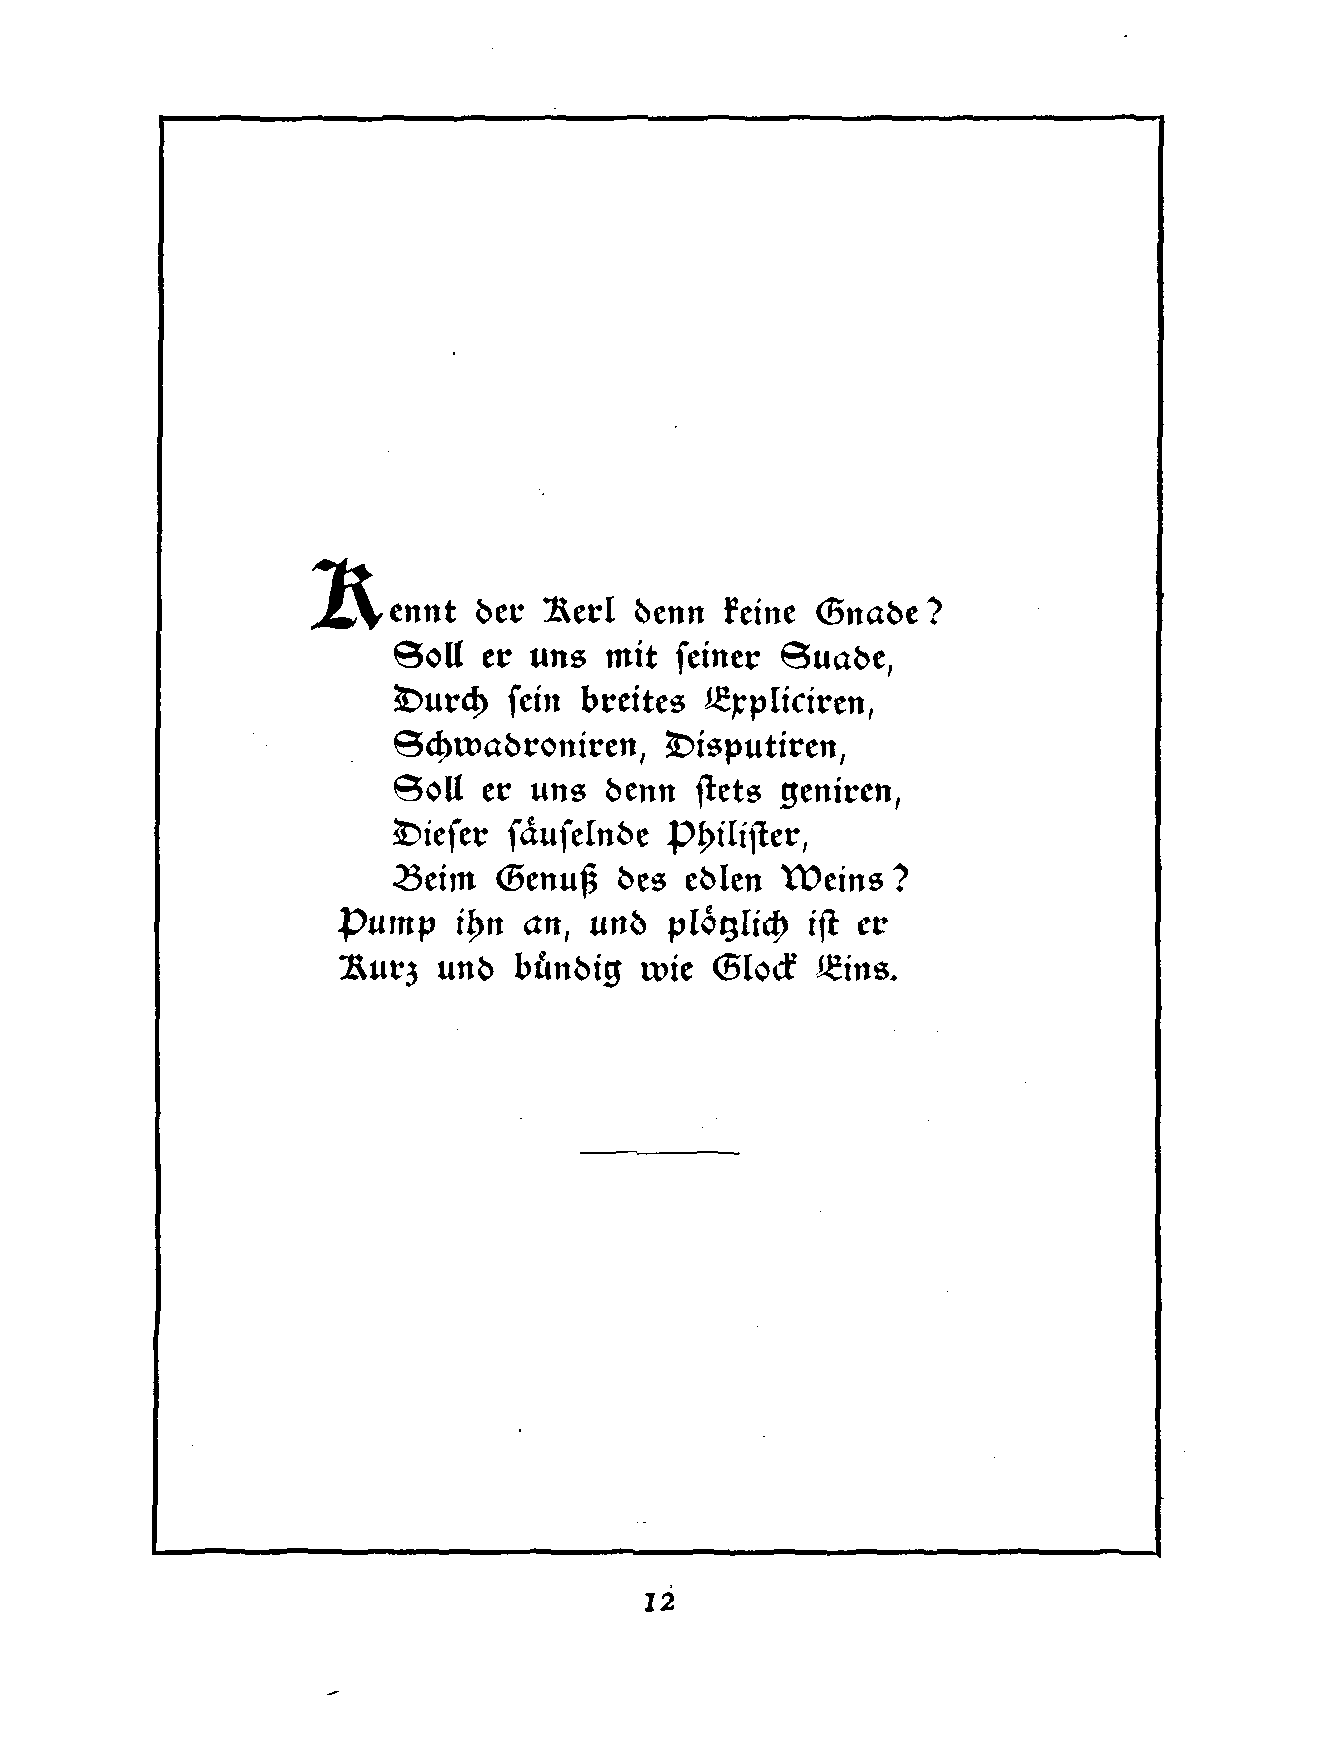 Kennt der Kerl denn keine Gnade?
Soll er uns mit ſeiner Suade,
Durch ſein breites Expliciren,
Schwadroniren, Disputiren,
Soll er uns denn ſtets geniren,
Dieſer ſäuſelnde Philiſter,
Beim Genuß des edlen Weins?
Pump ihn an, und plötzlich iſt er
Kurz und bündig wie Glock Eins.
12